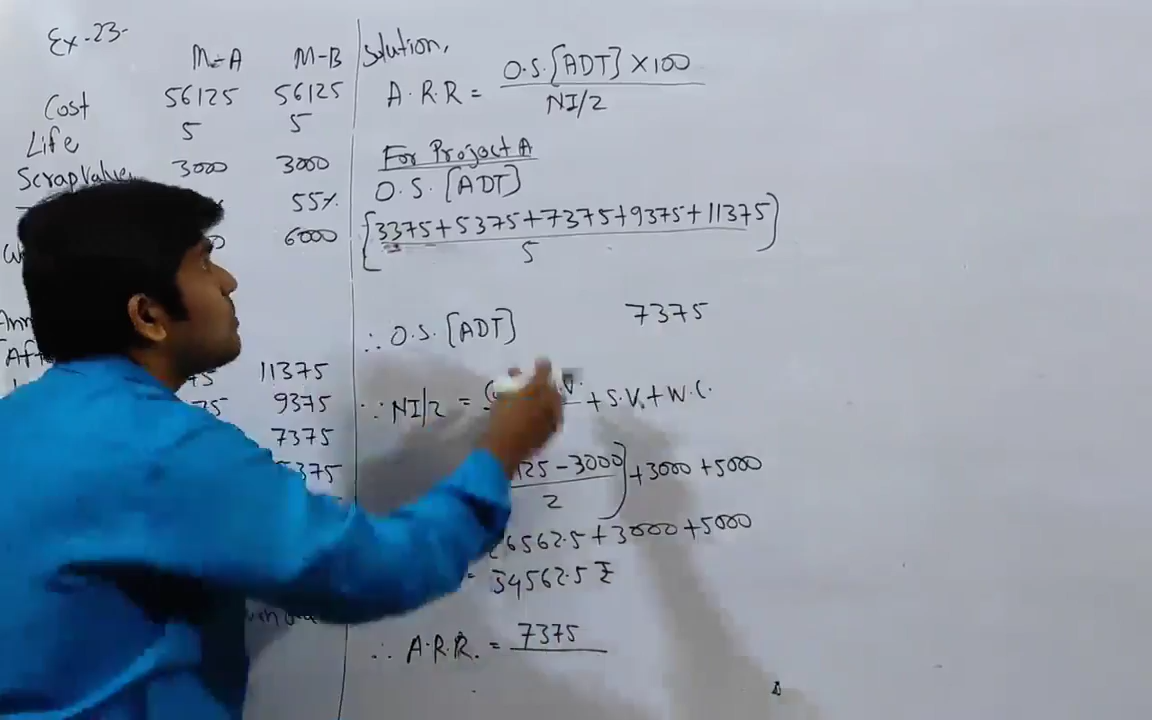 Ex-23-
M-A M-B
Cost 56125 56125
Life 5 5
Scrap Value 3000 3000
55%
6000
11375
9375
7375
5375
Solution,
A.R.R = O.S.[ADT] × 100
NI/2
For Project A
O.S. [ADT]
[3375+5375+7375+9375+11375]
5
∴ O.S. [ADT] 7375
∵ NI/2 = + S.V. + W.C.
125 - 3000] + 3000 + 5000
2
6562.5 + 3000 + 5000
= 34562.5 ₹
∴ A.R.R. = 7375